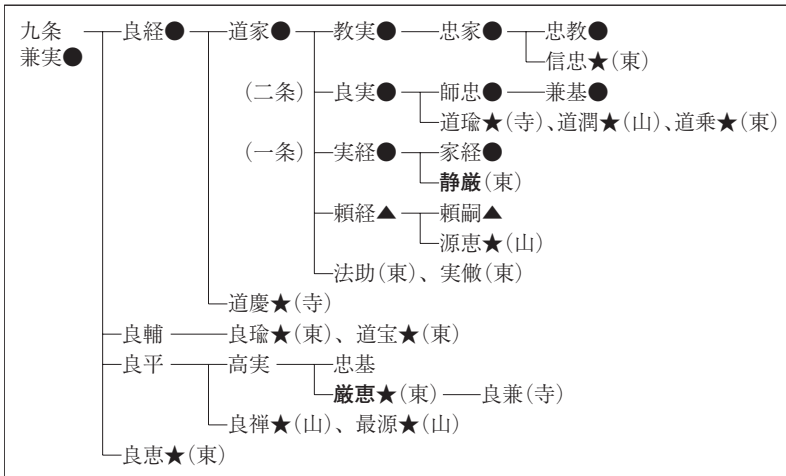 九条 良経● 道家● 教実● 忠家● 忠教●
兼実● 信忠★(東)
(二条) 良実● 師忠● 兼基●
道瑜★(寺)、道潤★(山)、道乗★(東)
(一条) 実経● 家経●
静厳(東)
頼経▲ 頼嗣▲
源恵★(山)
法助(東)、実倣(東)
道慶★(寺)
良輔 良瑜★(東)、道宝★(東)
良平 高実 忠基
厳恵★(東) 良兼(寺)
良禅★(山)、最源★(山)
良恵★(東)